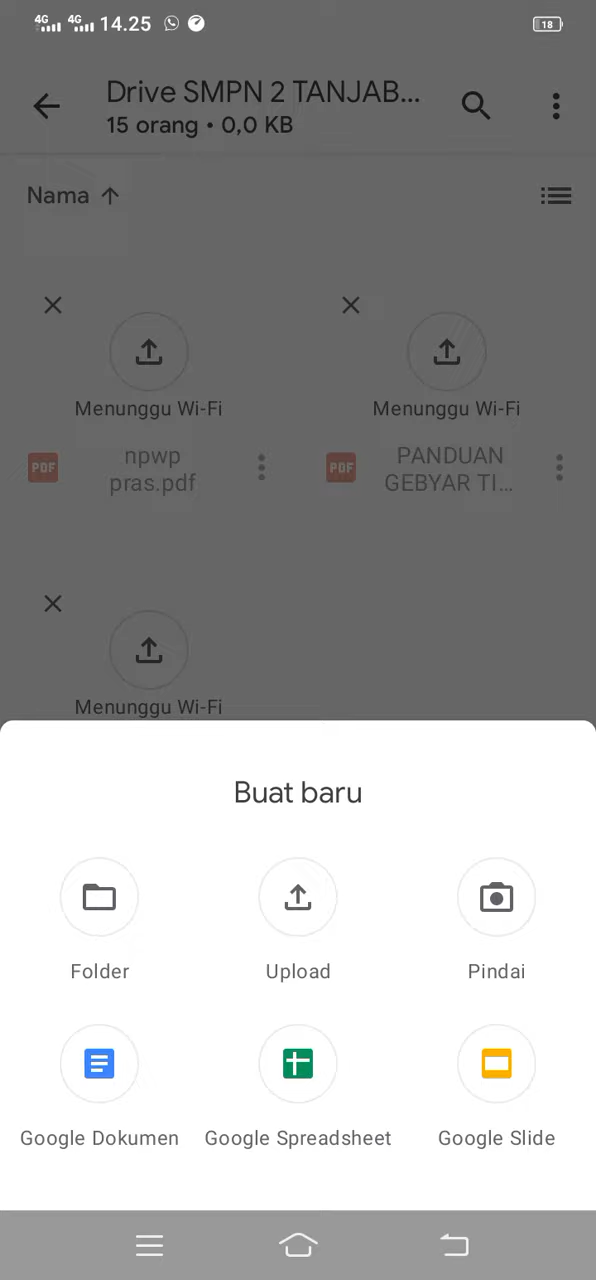 4G 4G 14.25 18
Drive SMPN 2 TANJAB...
15 orang • 0,0 KB
Nama
Menunggu Wi-Fi
Menunggu Wi-Fi
PDF npwp
pras.pdf
PDF PANDUAN
GEBYAR TI...
Menunggu Wi-Fi
Buat baru
Folder
Upload
Pindai
Google Dokumen
Google Spreadsheet
Google Slide